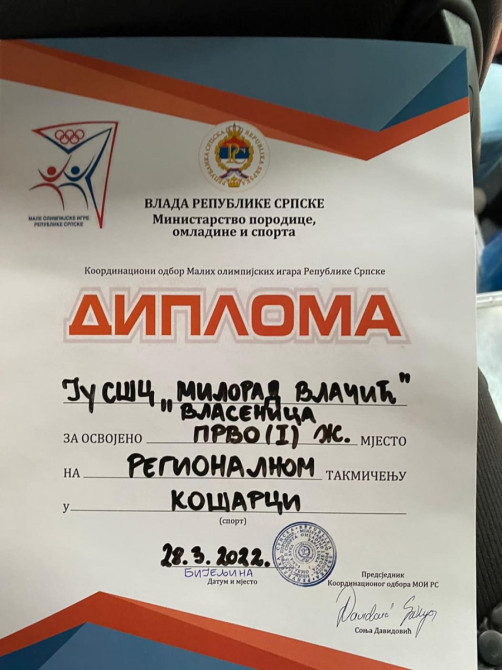 МАЛЕ ОЛИМПИЈСКЕ ИГРЕ
РЕПУБЛИКЕ СРПСКЕ
ВЛАДА РЕПУБЛИКЕ СРПСКЕ
Министарство породице,
омладине и спорта
Координациони одбор Малих олимпијских игара Републике Српске
ДИПЛОМА
ЈУ СШЦ „МИЛОРАД ВЛАЧИЋ"
ВЛАСЕНИЦА
ЗА ОСВОЈЕНО ПРВО (I) Ж. МЈЕСТО
НА РЕГИОНАЛНОМ ТАКМИЧЕЊУ
у КОШАРЦИ
(спорт)
28.3.2022.
БИЈЕЉИНА
Датум и мјесто
Предсједник
Координационог одбора МОИ РС
Соња Давидовић